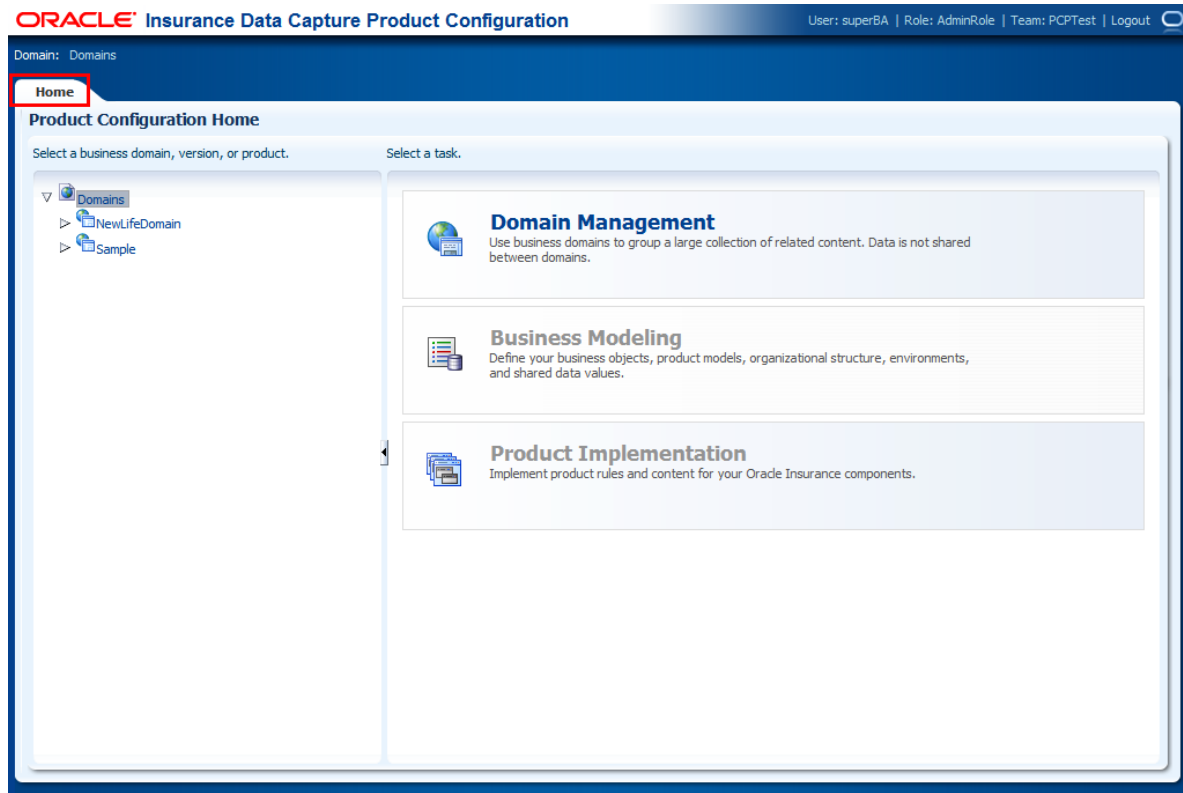 ORACLE Insurance Data Capture Product Configuration
User: superBA | Role: AdminRole | Team: PCPTest | Logout
Domain: Domains
Home
Product Configuration Home
Select a business domain, version, or product.
Select a task.
Domains
NewLifeDomain
Sample
Domain Management
Use business domains to group a large collection of related content. Data is not shared
between domains.
Business Modeling
Define your business objects, product models, organizational structure, environments,
and shared data values.
Product Implementation
Implement product rules and content for your Oracle Insurance components.